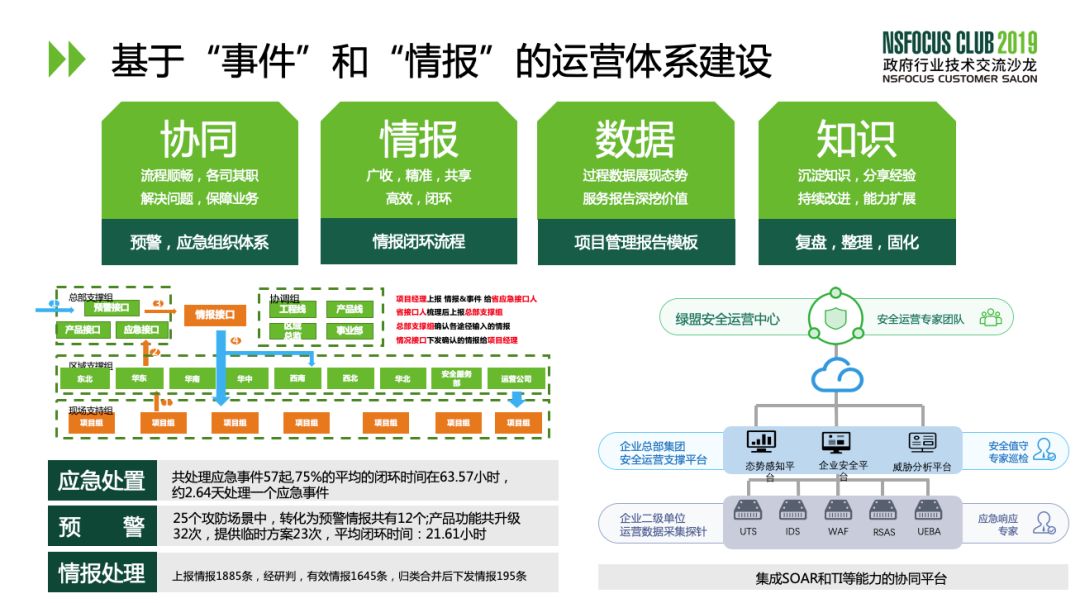 基于“事件”和“情报”的运营体系建设
NSFOCUS CLUB 2019
政府行业技术交流沙龙
NSFOCUS CUSTOMER SALON
协同
流程顺畅，各司其职
解决问题，保障业务
预警，应急组织体系
情报
广收，精准，共享
高效，闭环
情报闭环流程
数据
过程数据展现态势
服务报告深挖价值
项目管理报告模板
知识
沉淀知识，分享经验
持续改进，能力扩展
复盘，整理，固化
总部支撑组
预警接口
3
产品接口
应急接口
2
情报接口
4
协调组
工程线
产品线
区域
总监
事业部
项目经理上报 情报&事件 给省应急接口人
省接口人梳理后上报总部支撑组
总部支撑组确认各途径输入的情报
情况接口下发确认的情报给项目经理
区域支撑组
东北
华东
华南
华中
西南
西北
华北
安全服务
部
运营公司
现场支持组
1
项目组
项目组
项目组
项目组
项目组
项目组
项目组
应急处置
共处理应急事件57起,75%的平均的闭环时间在63.57小时，
约2.64天处理一个应急事件
预 警
25个攻防场景中，转化为预警情报共有12个;产品功能共升级
32次，提供临时方案23次，平均闭环时间：21.61小时
情报处理
上报情报1885条，经研判，有效情报1645条，归类合并后下发情报195条
绿盟安全运营中心
安全运营专家团队
企业总部集团
安全运营支撑平台
态势感知平
台
企业安全平
台
威胁分析平台
安全值守
专家巡检
企业二级单位
运营数据采集探针
UTS
IDS
WAF
RSAS
UEBA
应急响应
专家
集成SOAR和TI等能力的协同平台